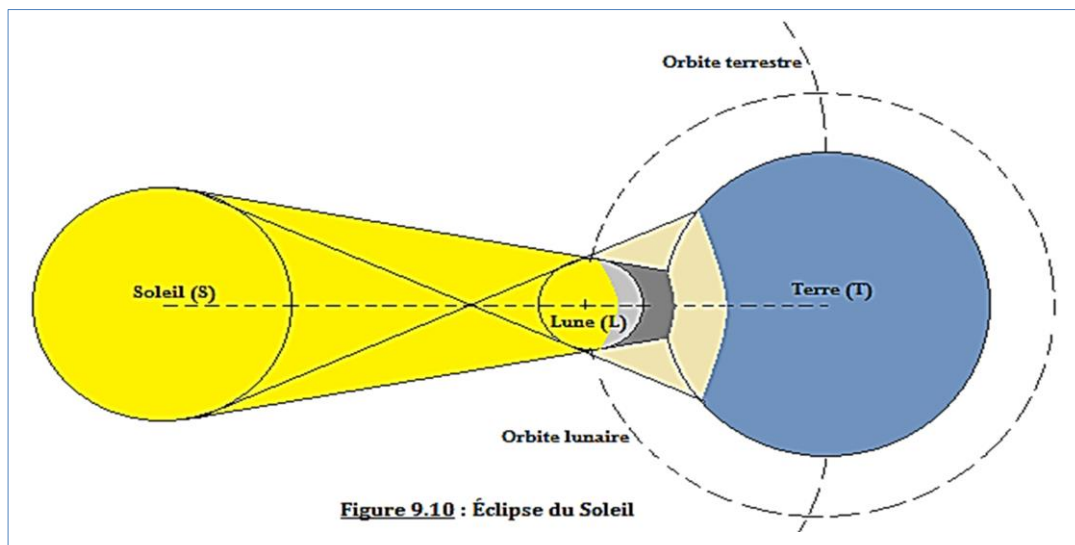 Orbite terrestre
Soleil (S)
Lune (L)
Terre (T)
Orbite lunaire
Figure 9.10 : Éclipse du Soleil